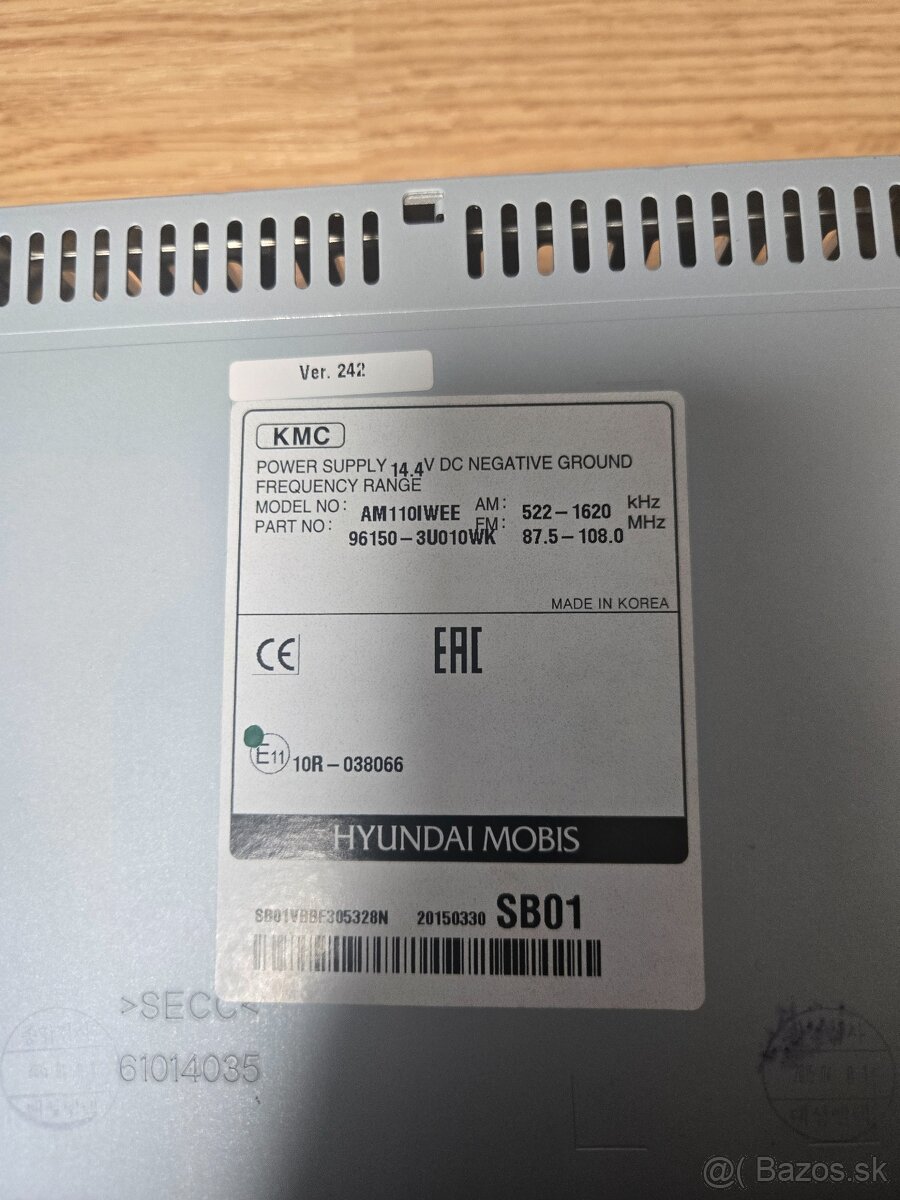 Ver. 242
KMC
POWER SUPPLY 14.4V DC NEGATIVE GROUND
FREQUENCY RANGE
MODEL NO: AM110IWEE AM: 522-1620 kHz
PART NO: 96150-3U010WK FM: 87.5-108.0 MHz
MADE IN KOREA
CE EAC
E11 10R-038066
HYUNDAI MOBIS
SB01VBBF305328N 20150330 SB01
>SECC<
61014035
@( Bazos.sk